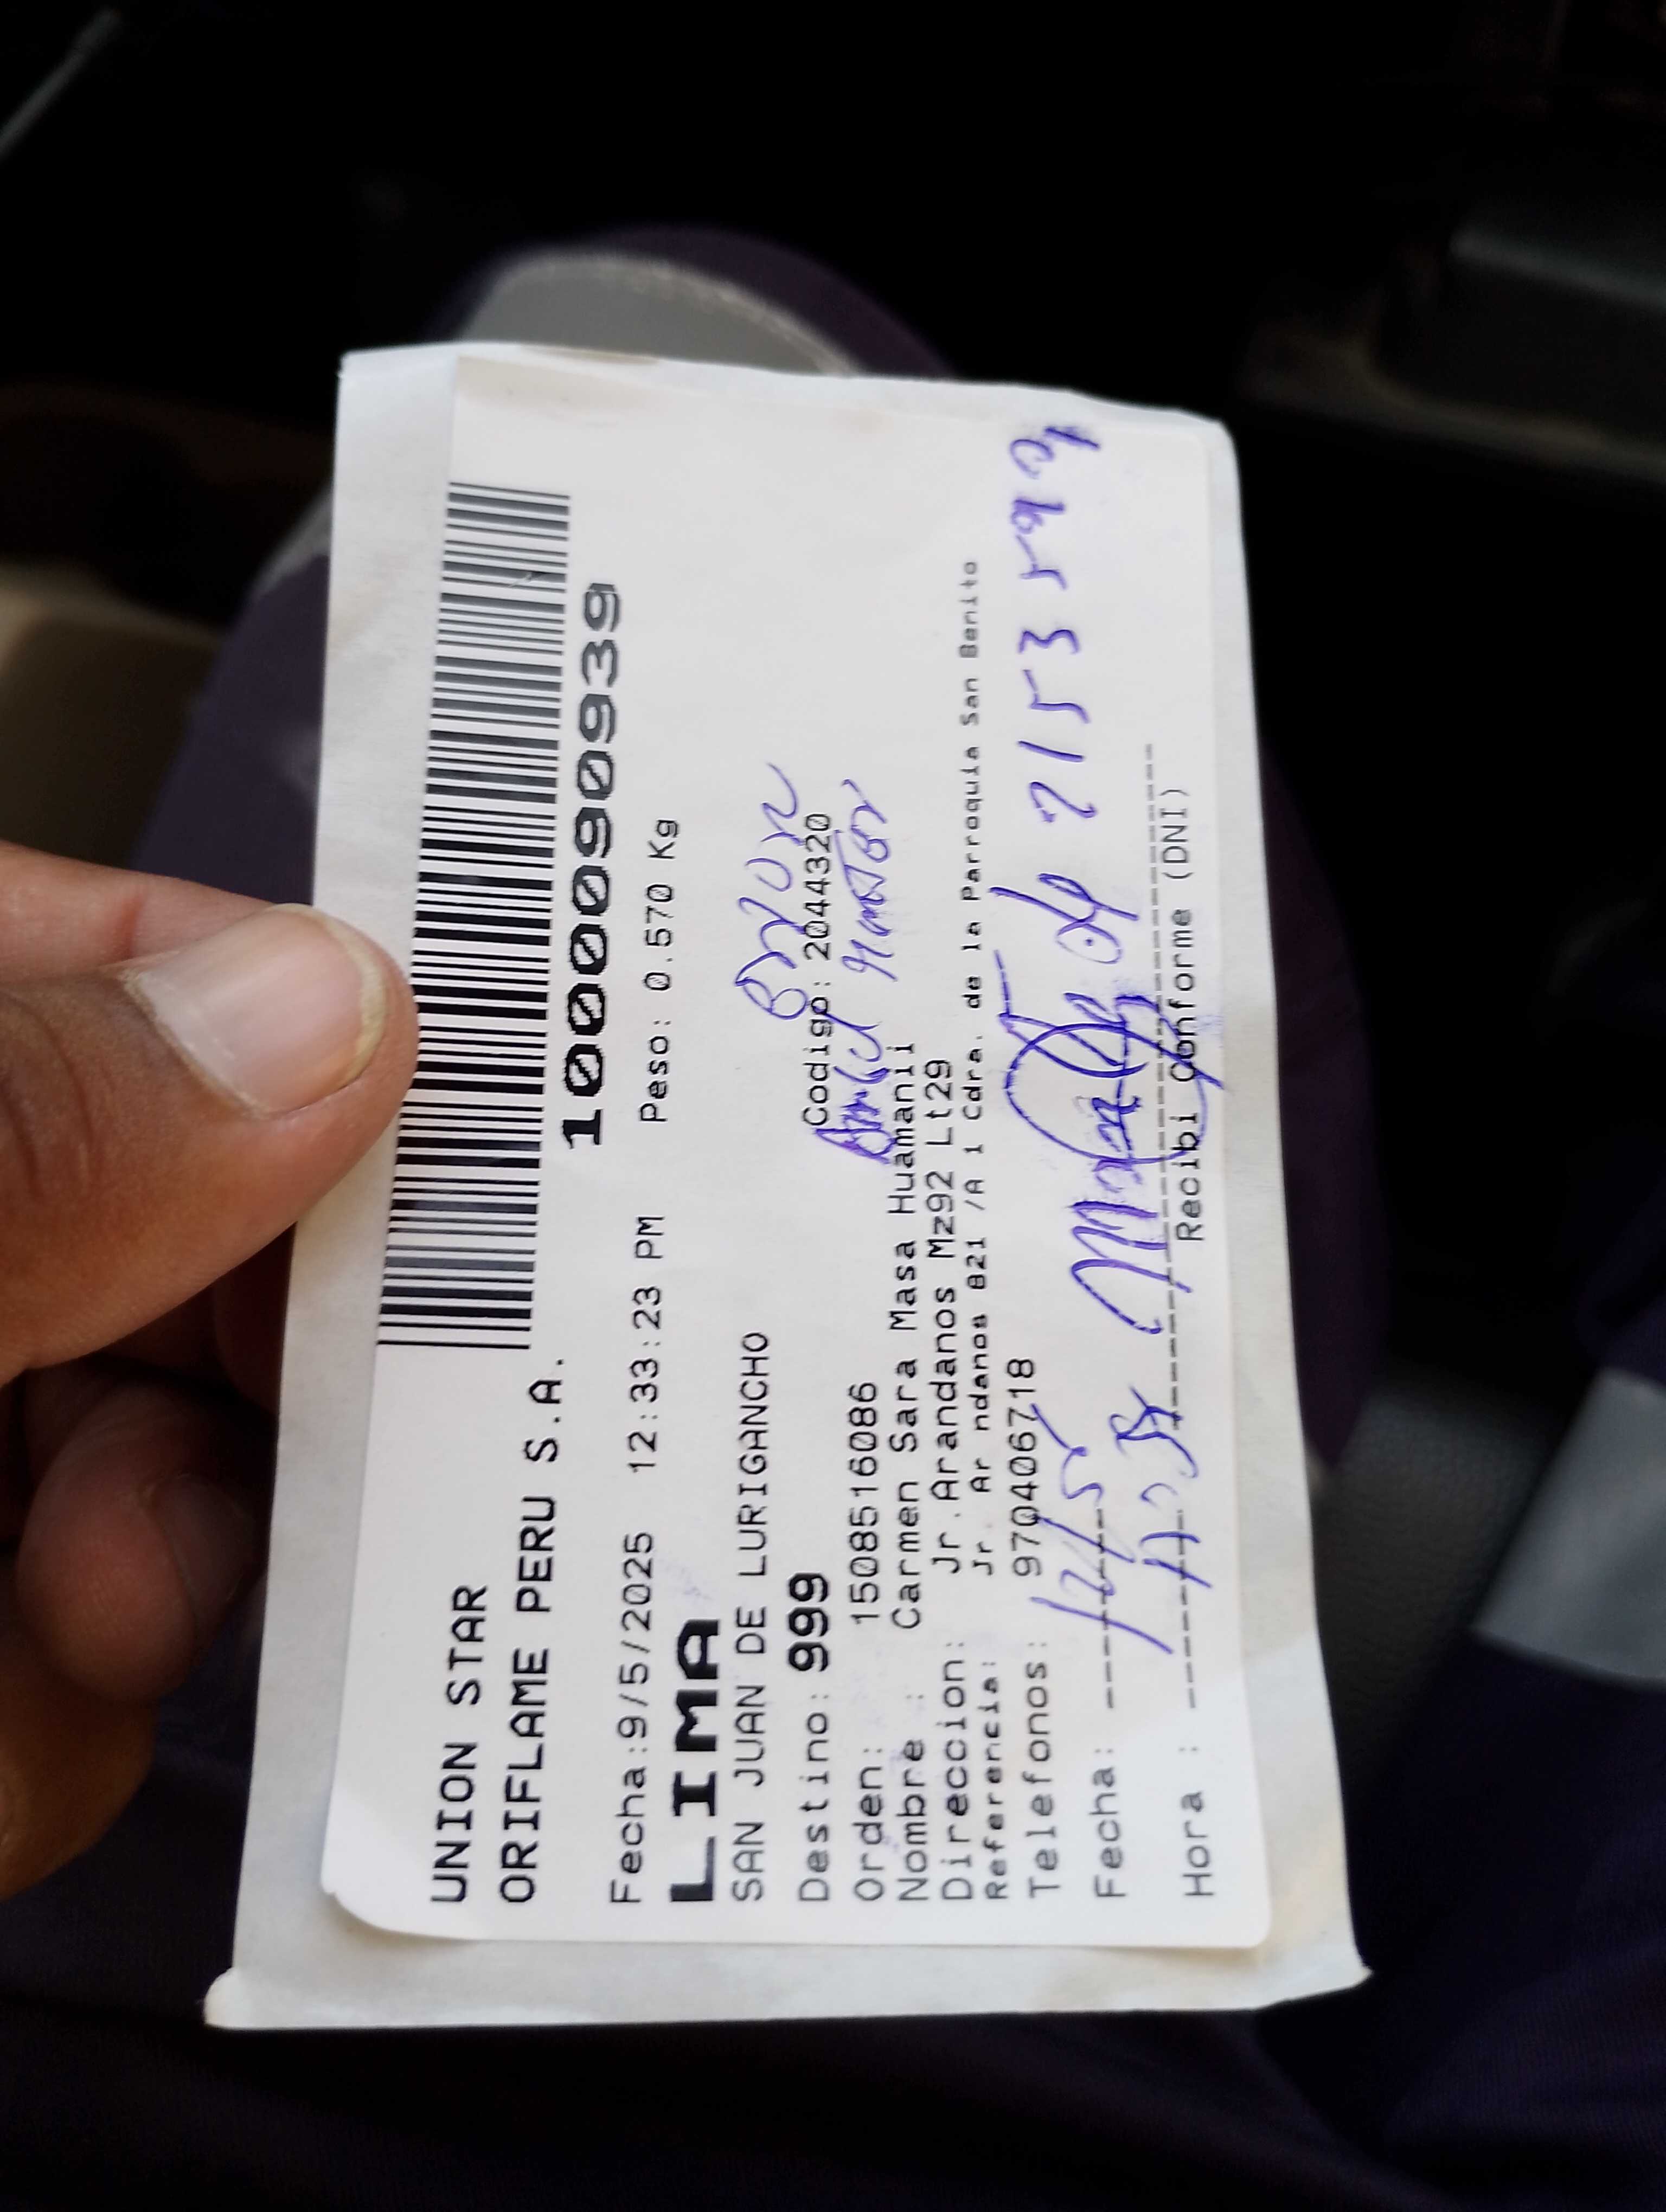 UNION STAR
ORIFLAME PERU S.A.
1000090939
Fecha:9/5/2025 12:33:23 PM Peso: 0.570 Kg
LIMA
SAN JUAN DE LURIGANCHO
Destino: 999 Codigo: 2044320
Orden: 15085516086
Nombre : Carmen Sara Masa Huamanii
Direccion: Jr.Arandanos Mz92 Lt29
Referencia: Jr. Ar ndanos 821 /A 1 Cdra. de la Parroquia San Benito
Telefonos: 970406718
Fecha:
Hora :
Recibi Conforme (DNI)